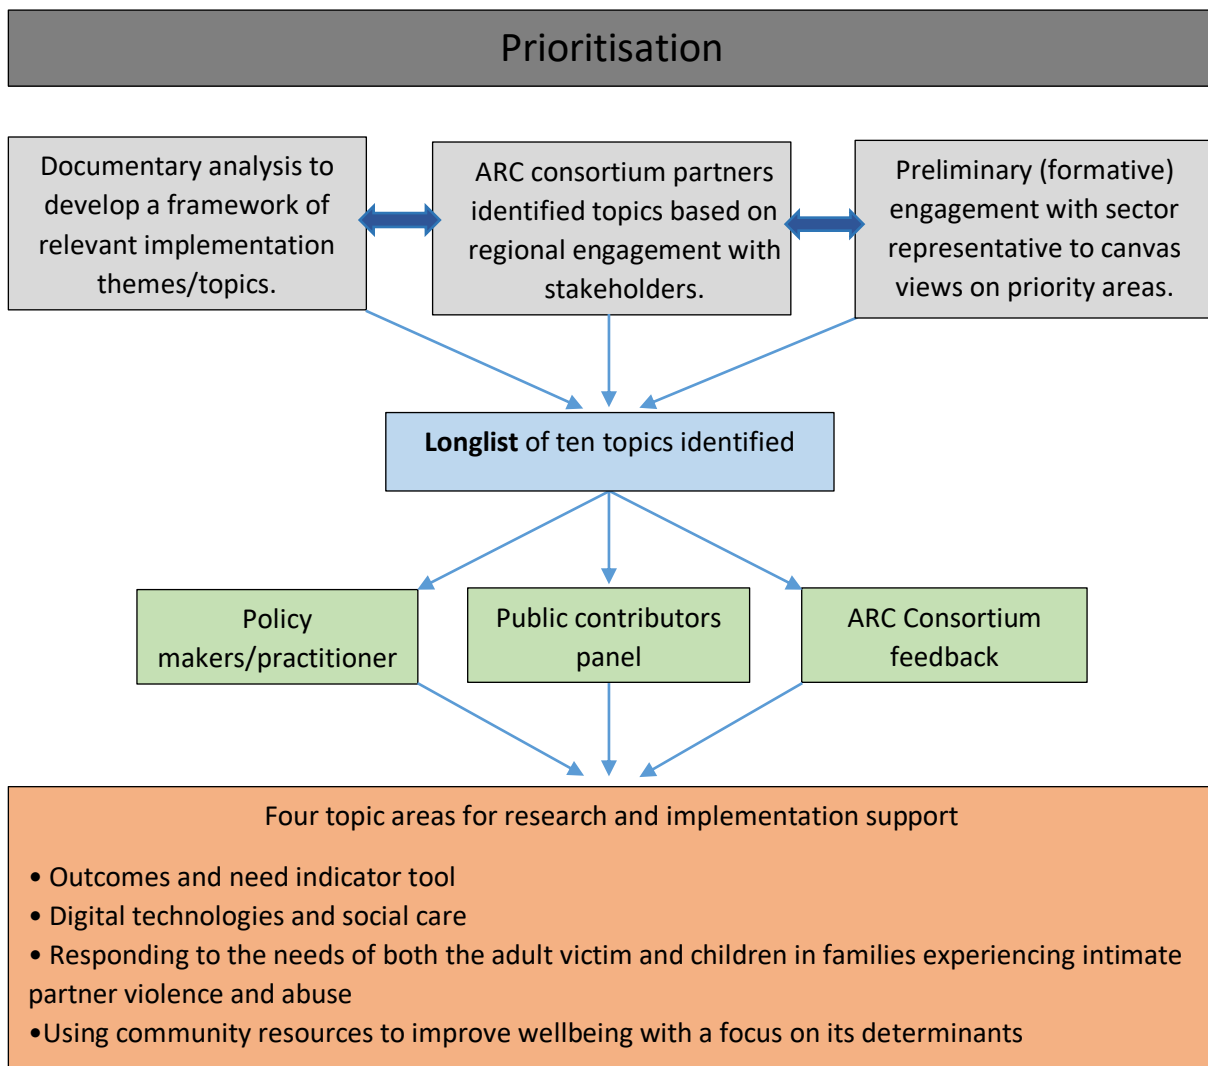 Prioritisation
Documentary analysis to
develop a framework of
relevant implementation
themes/topics.
ARC consortium partners
identified topics based on
regional engagement with
stakeholders.
Preliminary (formative)
engagement with sector
representative to canvas
views on priority areas.
Longlist of ten topics identified
Policy
makers/practitioner
Public contributors
panel
ARC Consortium
feedback
Four topic areas for research and implementation support
• Outcomes and need indicator tool
• Digital technologies and social care
• Responding to the needs of both the adult victim and children in families experiencing intimate
partner violence and abuse
•Using community resources to improve wellbeing with a focus on its determinants